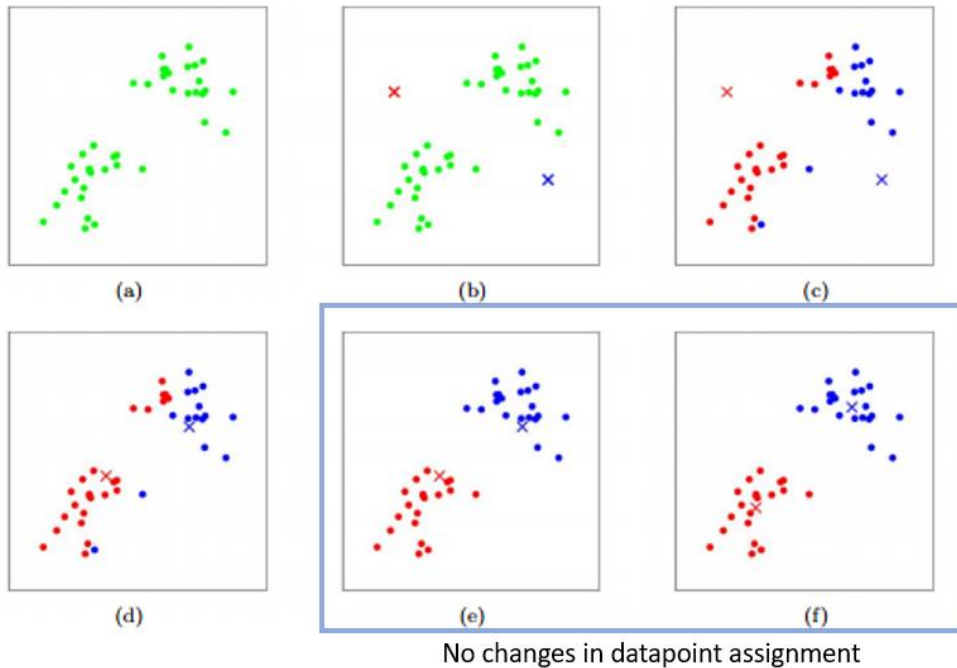 (a)
(b)
(c)
(d)
(e)
(f)
No changes in datapoint assignment